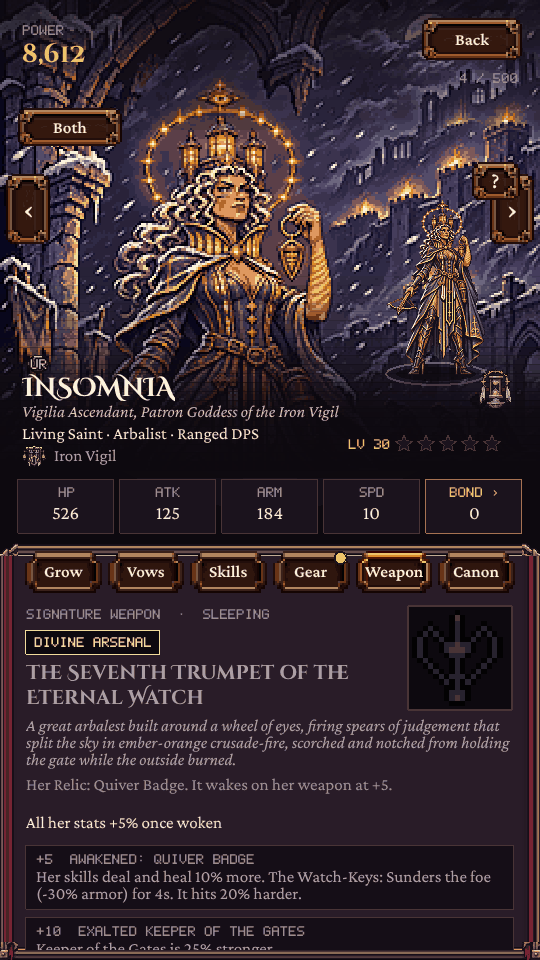 POWER
8,612
Back
4 / 500
Both
?
‹
›
UR
INSOMNIA
Vigilia Ascendant, Patron Goddess of the Iron Vigil
Living Saint · Arbalist · Ranged DPS
LV 30
Iron Vigil
HP
ATK
ARM
SPD
BOND ›
526
125
184
10
0
Grow
Vows
Skills
Gear
Weapon
Canon
SIGNATURE WEAPON · SLEEPING
DIVINE ARSENAL
THE SEVENTH TRUMPET OF THE
ETERNAL WATCH
A great arbalest built around a wheel of eyes, firing spears of judgement that
split the sky in ember-orange crusade-fire, scorched and notched from holding
the gate while the outside burned.
Her Relic: Quiver Badge. It wakes on her weapon at +5.
All her stats +5% once woken
+5 AWAKENED: QUIVER BADGE
Her skills deal and heal 10% more. The Watch-Keys: Sunders the foe
(-30% armor) for 4s. It hits 20% harder.
+10 EXALTED KEEPER OF THE GATES
Keeper of the Gates is 25% stronger